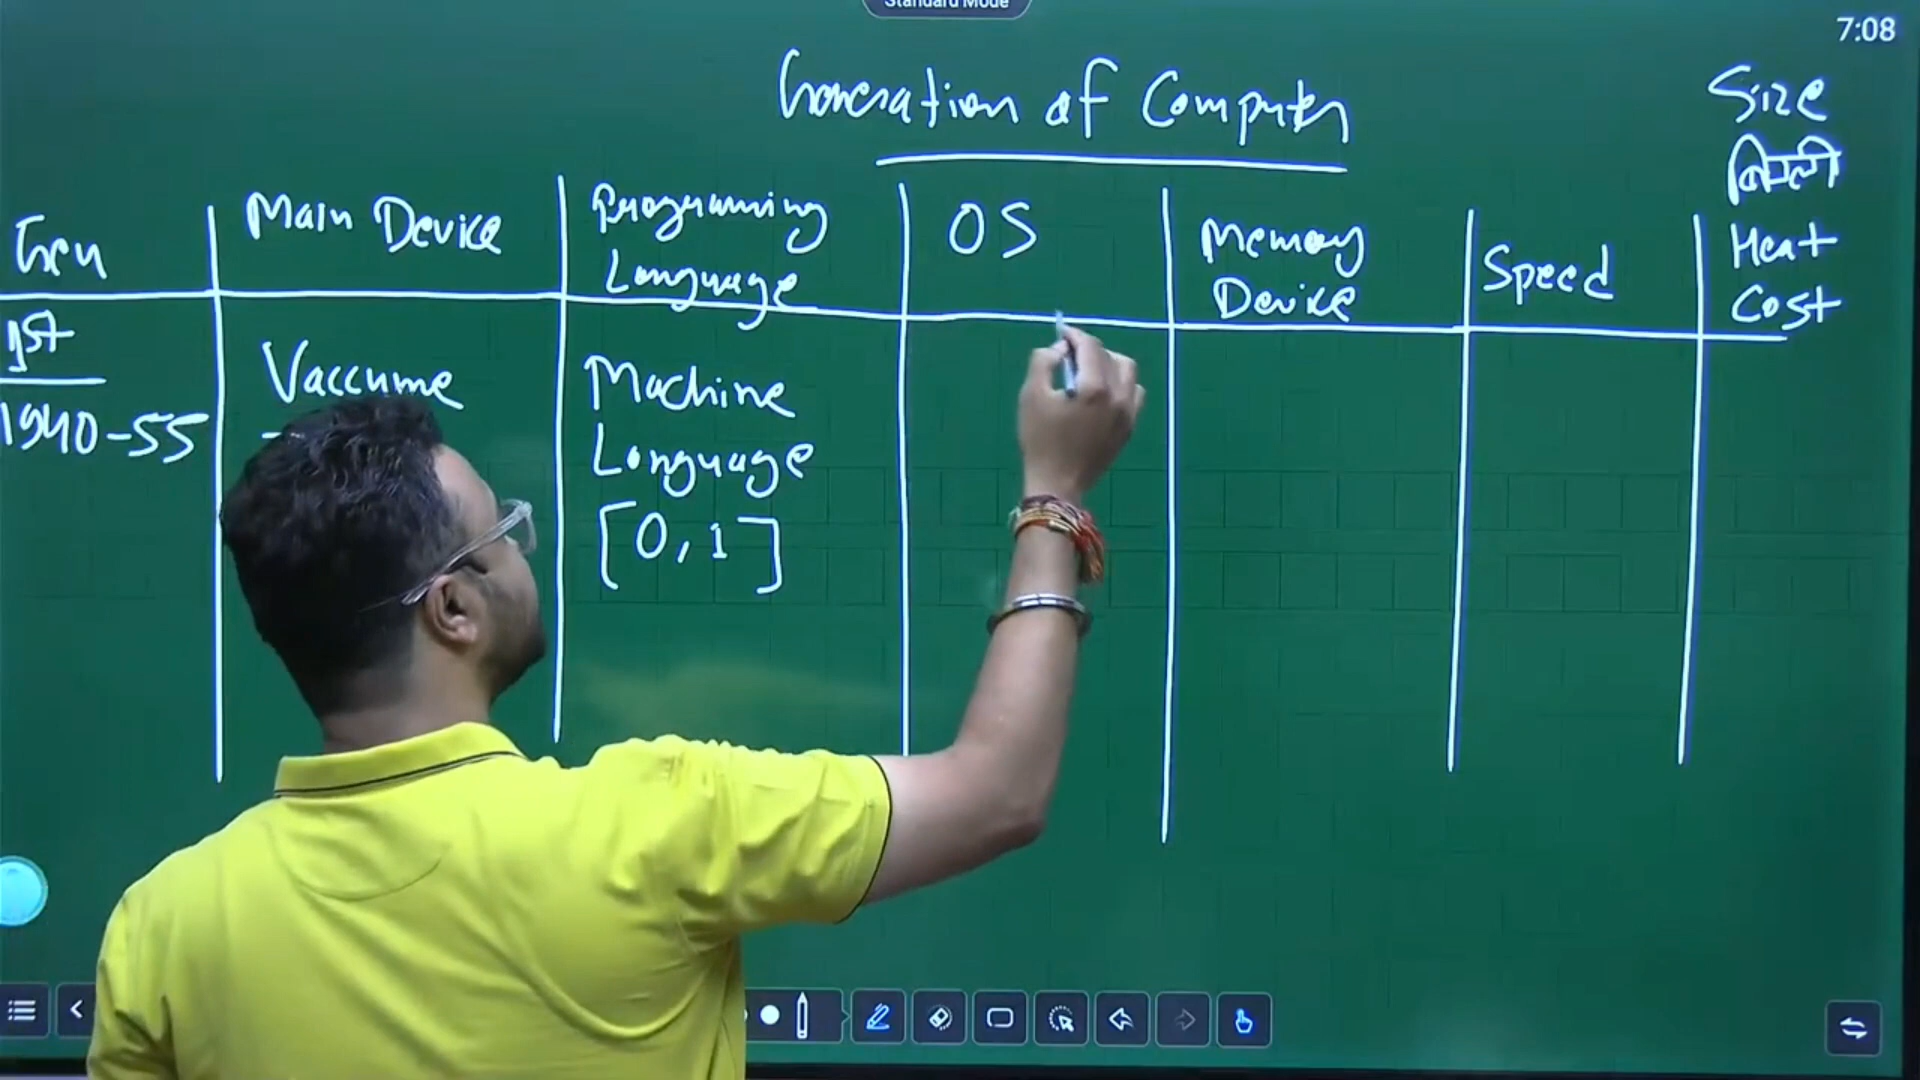 Standard Mode
7:08
Generation of Computer
Size
बिजली
Heat
Cost
Gen
Main Device
Programming
Language
OS
Memory
Device
Speed
1st
1940-55
Vaccume
Machine
Language
[0,1]